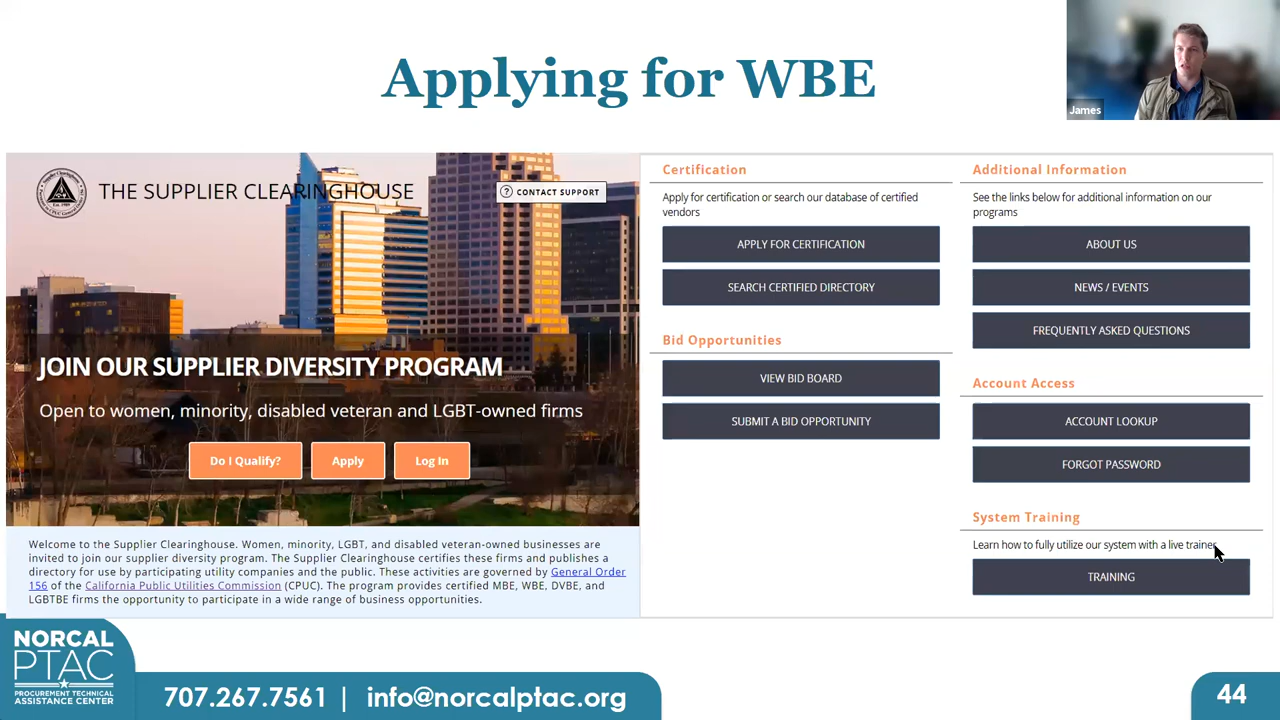 Applying for WBE
James
THE SUPPLIER CLEARINGHOUSE
? CONTACT SUPPORT
JOIN OUR SUPPLIER DIVERSITY PROGRAM
Open to women, minority, disabled veteran and LGBT-owned firms
Do I Qualify?
Apply
Log In
Welcome to the Supplier Clearinghouse. Women, minority, LGBT, and disabled veteran-owned businesses are
invited to join our supplier diversity program. The Supplier Clearinghouse certifies these firms and publishes a
directory for use by participating utility companies and the public. These activities are governed by General Order
156 of the California Public Utilities Commission (CPUC). The program provides certified MBE, WBE, DVBE, and
LGBTBE firms the opportunity to participate in a wide range of business opportunities.
Certification
Apply for certification or search our database of certified
vendors
APPLY FOR CERTIFICATION
SEARCH CERTIFIED DIRECTORY
Bid Opportunities
VIEW BID BOARD
SUBMIT A BID OPPORTUNITY
Additional Information
See the links below for additional information on our
programs
ABOUT US
NEWS / EVENTS
FREQUENTLY ASKED QUESTIONS
Account Access
ACCOUNT LOOKUP
FORGOT PASSWORD
System Training
Learn how to fully utilize our system with a live trainer
TRAINING
NORCAL
PTAC
PROCUREMENT TECHNICAL
ASSISTANCE CENTER
707.267.7561 | info@norcalptac.org
44